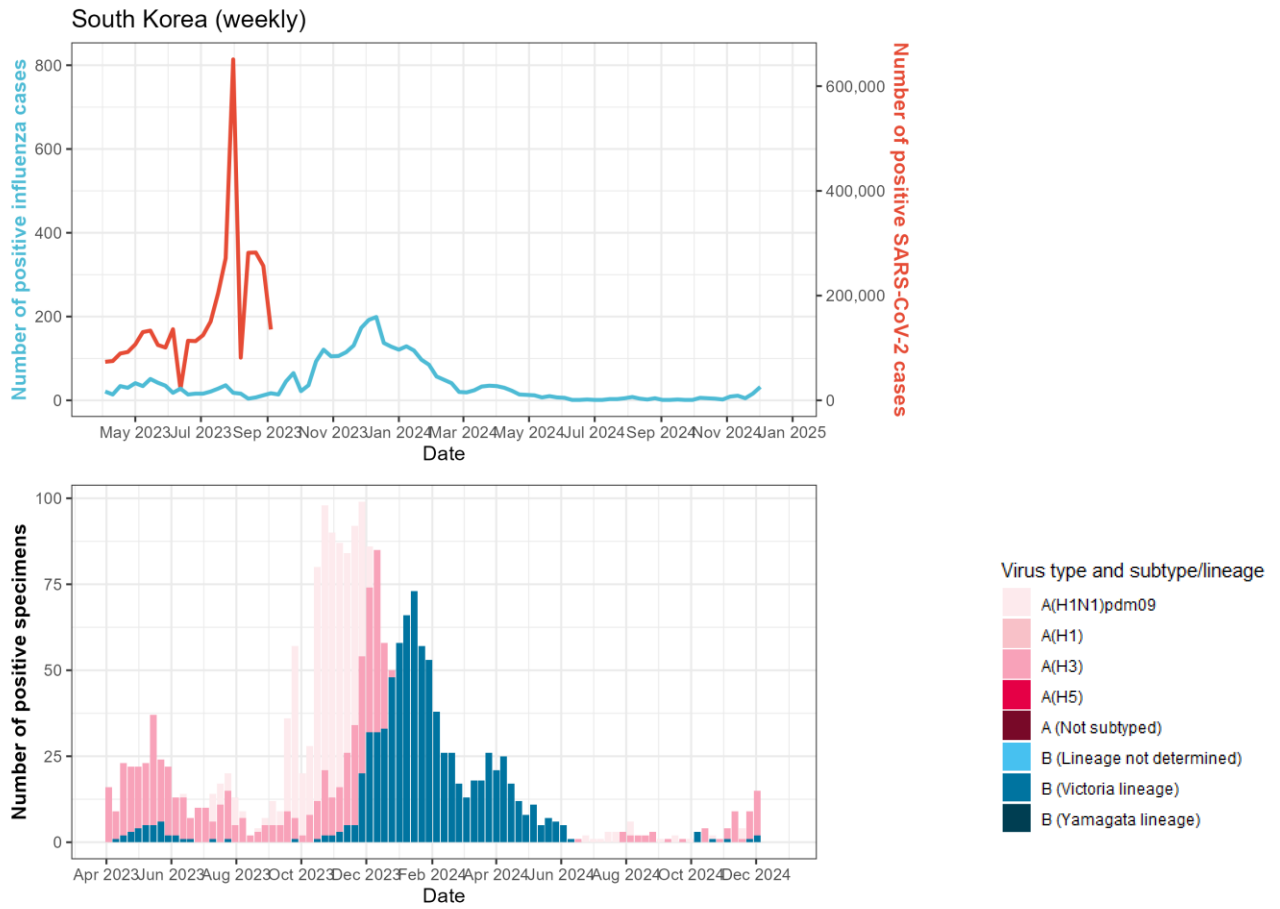 South Korea (weekly)
Number of positive influenza cases
800
600
400
200
0
600,000
400,000
200,000
0
Number of positive SARS-CoV-2 cases
May 2023 Jul 2023 Sep 2023 Nov 2023 Jan 2024 Mar 2024 May 2024 Jul 2024 Sep 2024 Nov 2024 Jan 2025
Date
Number of positive specimens
100
75
50
25
0
Apr 2023 Jun 2023 Aug 2023 Oct 2023 Dec 2023 Feb 2024 Apr 2024 Jun 2024 Aug 2024 Oct 2024 Dec 2024
Date
Virus type and subtype/lineage
A(H1N1)pdm09
A(H1)
A(H3)
A(H5)
A (Not subtyped)
B (Lineage not determined)
B (Victoria lineage)
B (Yamagata lineage)